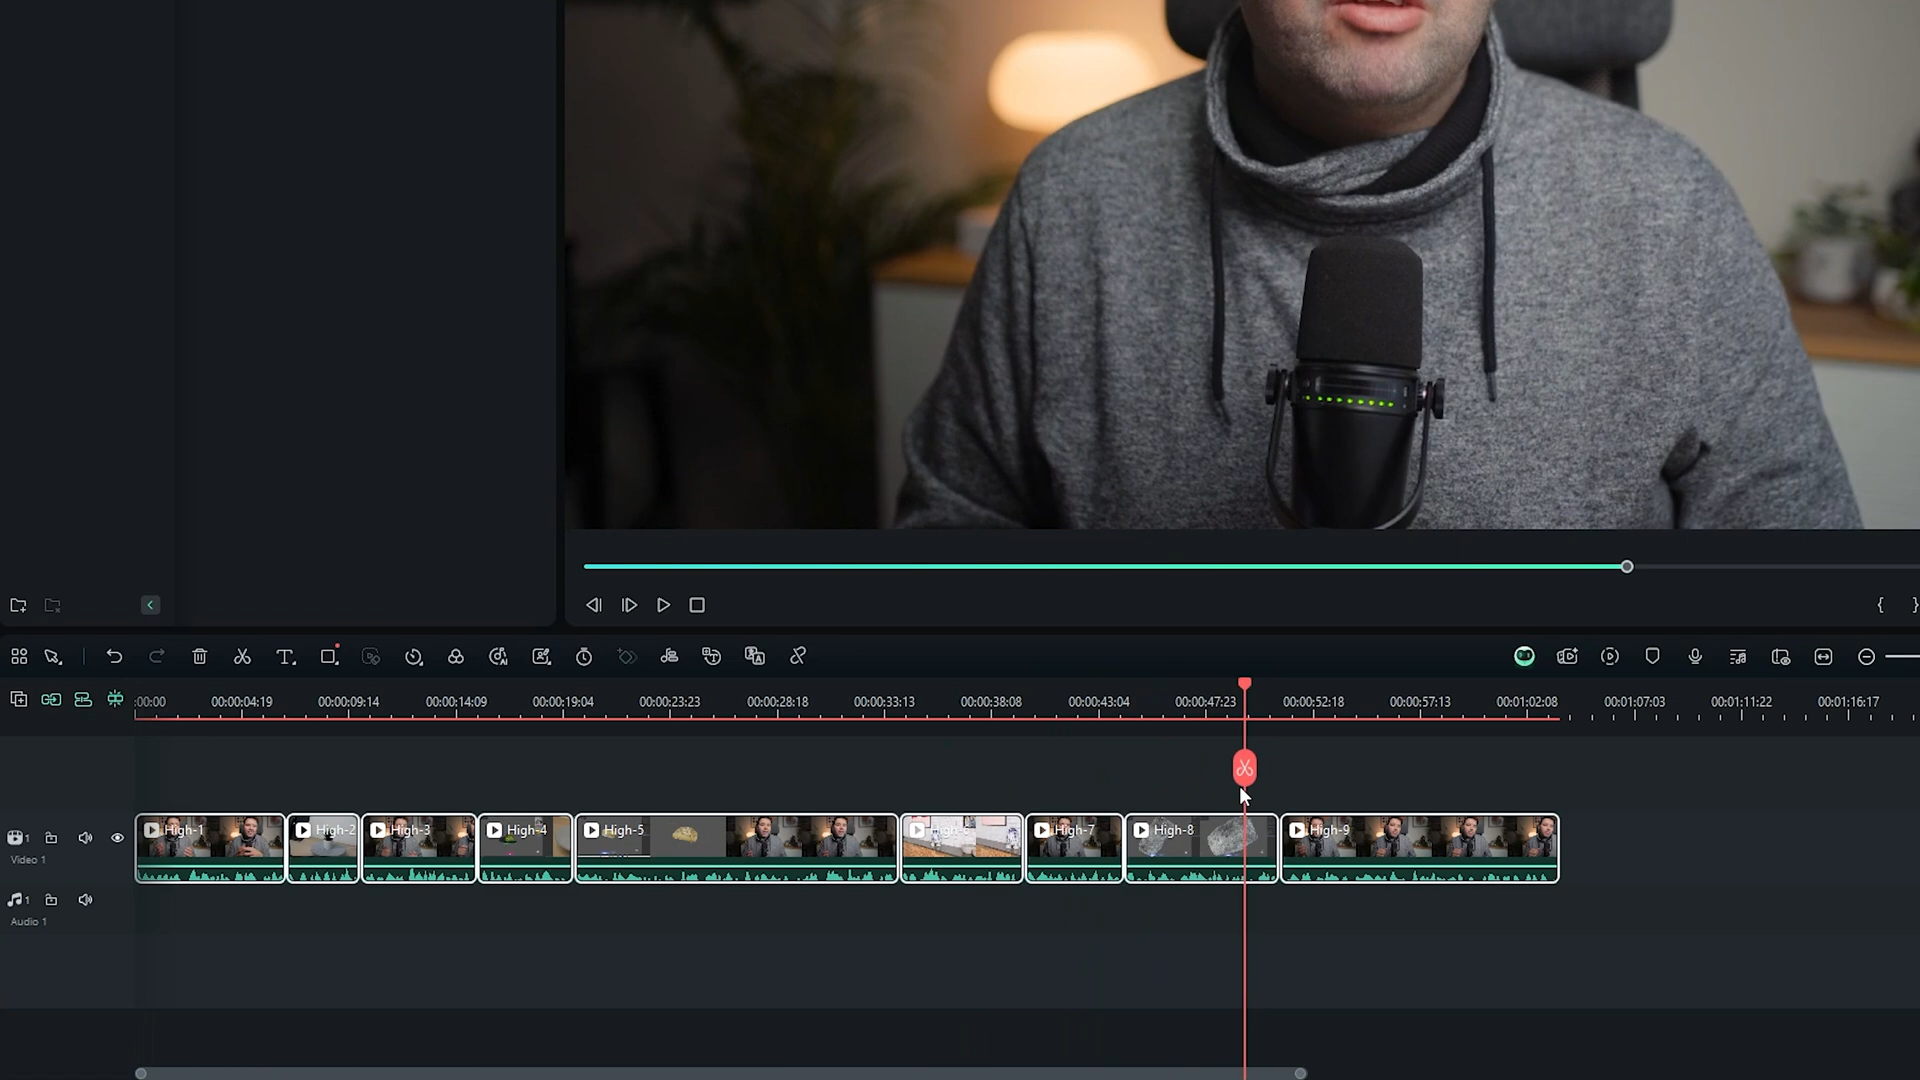 :00:00 00:00:04:19 00:00:09:14 00:00:14:09 00:00:19:04 00:00:23:23 00:00:28:18 00:00:33:13 00:00:38:08 00:00:43:04 00:00:47:23 00:00:52:18 00:00:57:13 00:01:02:08 00:01:07:03 00:01:11:22 00:01:16:17
High-1 High-2 High-3 High-4 High-5 High-6 High-7 High-8 High-9
1
Video 1
1
Audio 1